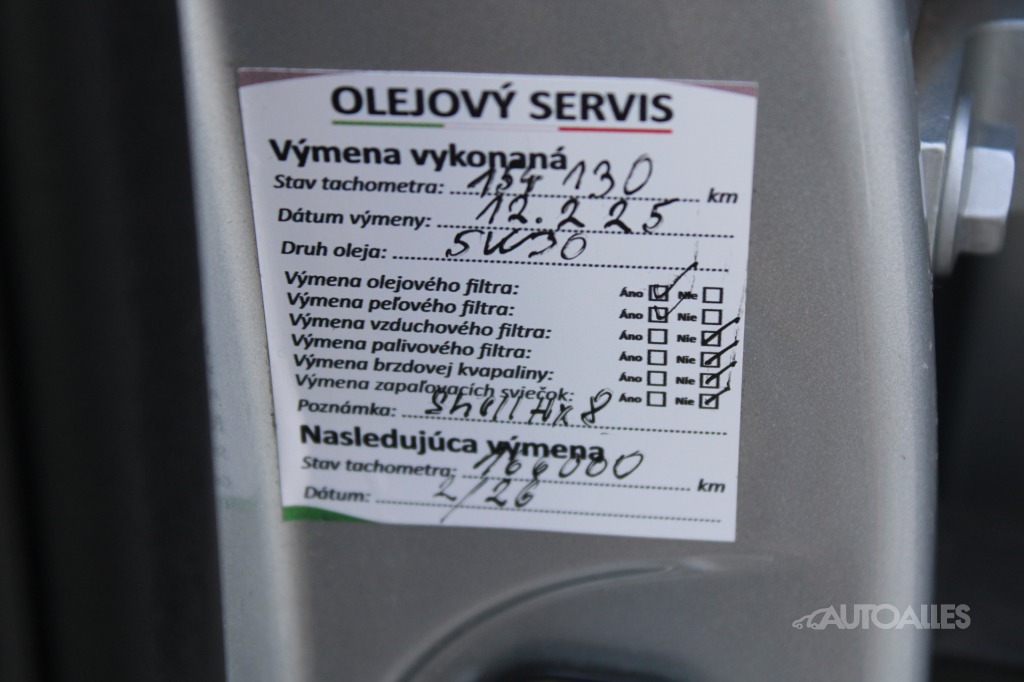 OLEJOVÝ SERVIS
Výmena vykonaná
Stav tachometra: 154 130 km
Dátum výmeny: 12.2 25
Druh oleja: 5W30
Výmena olejového filtra: Áno ☑ Nie ☐
Výmena peľového filtra: Áno ☑ Nie ☐
Výmena vzduchového filtra: Áno ☐ Nie ☑
Výmena palivového filtra: Áno ☐ Nie ☑
Výmena brzdovej kvapaliny: Áno ☐ Nie ☑
Výmena zapaľovacích sviečok: Áno ☐ Nie ☑
Poznámka: Shell Hx8
Nasledujúca výmena
Stav tachometra: 166000 km
Dátum: 2/26
AUTOALLES